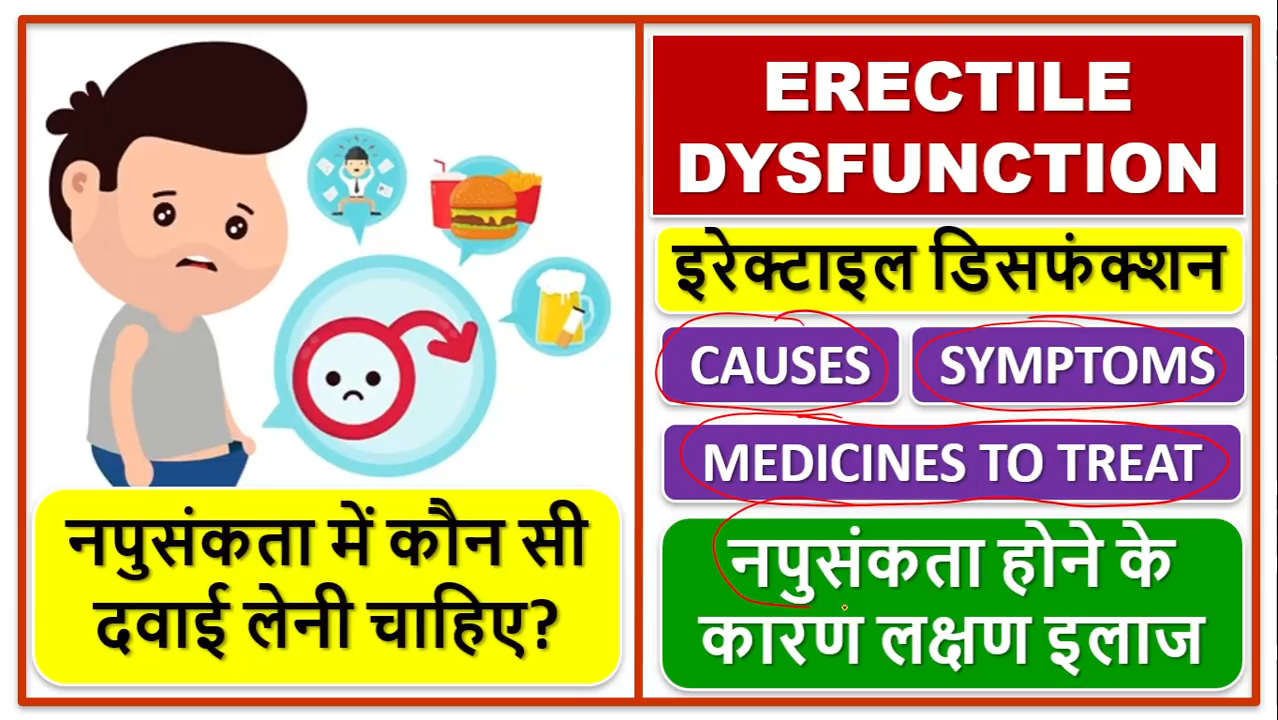 ERECTILE
DYSFUNCTION
इरेक्टाइल डिसफंक्शन
CAUSES
SYMPTOMS
MEDICINES TO TREAT
नपुसंकता होने के
कारण लक्षण इलाज
नपुसंकता में कौन सी
दवाई लेनी चाहिए?